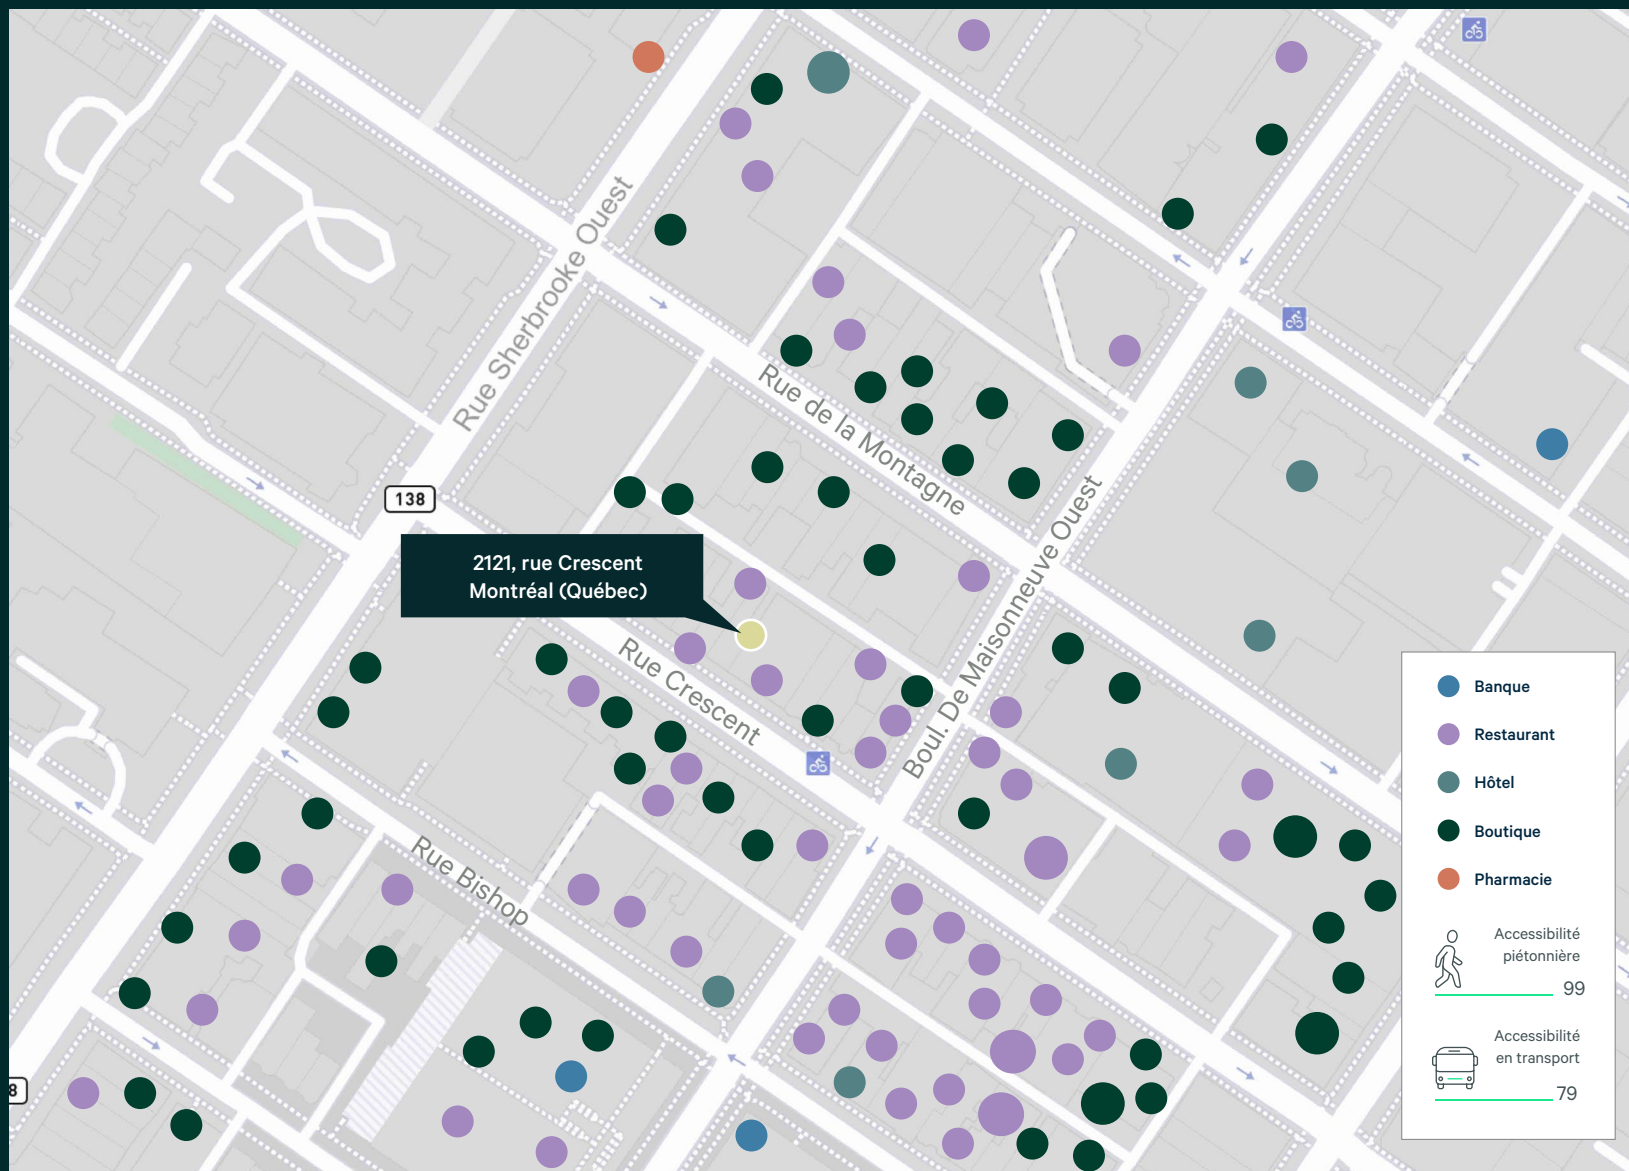 Rue Sherbrooke Ouest
Rue de la Montagne
138
2121, rue Crescent
Montréal (Québec)
Boul. De Maisonneuve Ouest
Rue Crescent
Rue Bishop
8
Banque
Restaurant
Hôtel
Boutique
Pharmacie
Accessibilité
piétonnière
99
Accessibilité
en transport
79